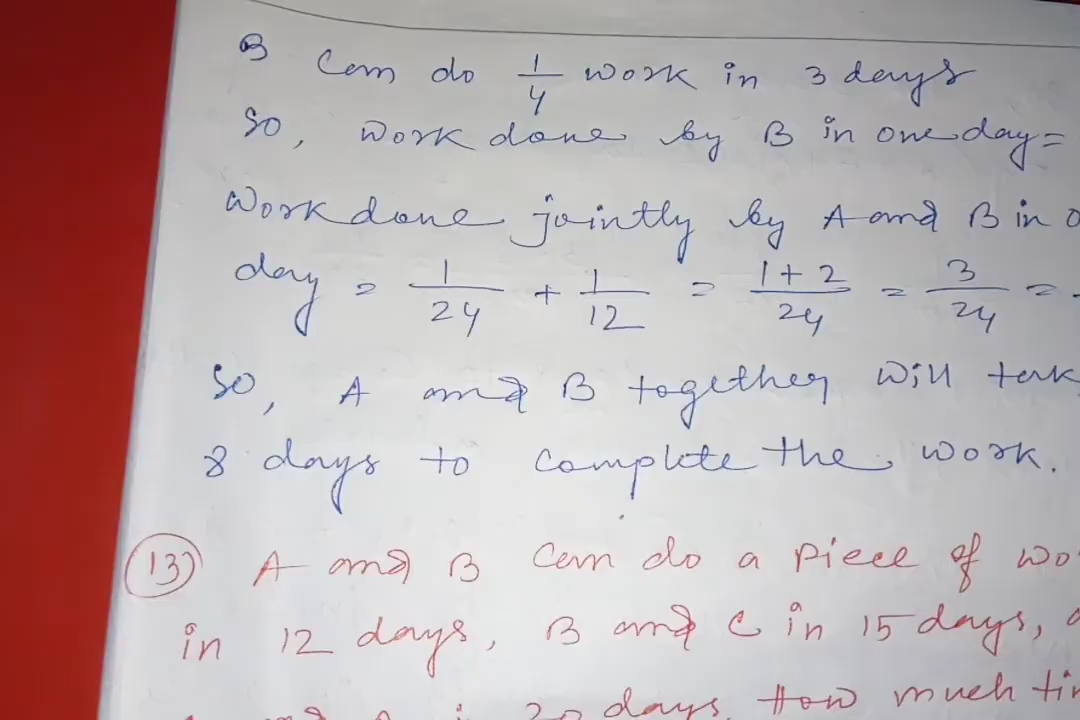 B Can do 1/4 work in 3 days
So, work done by B in one day =
Work done jointly by A and B in
day = 1/24 + 1/12 = (1+2)/24 = 3/24 =
So, A and B together will
8 days to complete the work.
(13) A and B can do a piece of
in 12 days, B and C in 15 days,
20 days. How much